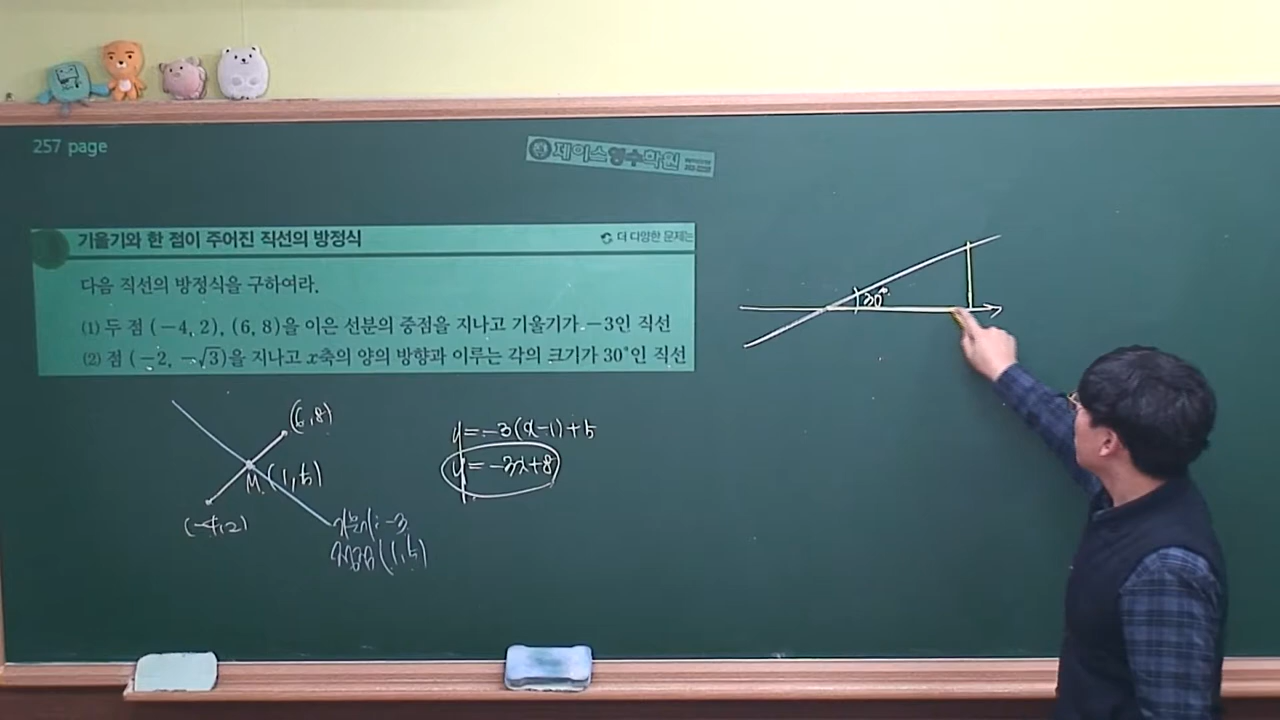 257 page
제이스영수학원
기울기와 한 점이 주어진 직선의 방정식
더 다양한 문제는
다음 직선의 방정식을 구하여라.
(1) 두 점 (−4, 2), (6, 8)을 이은 선분의 중점을 지나고 기울기가 −3인 직선
(2) 점 (−2, −√3)을 지나고 x축의 양의 방향과 이루는 각의 크기가 30°인 직선
30°
(6,8)
M(1,5)
(-4,2)
기울기:-3
(1,5)
y=-3(x-1)+5
y=-3x+8